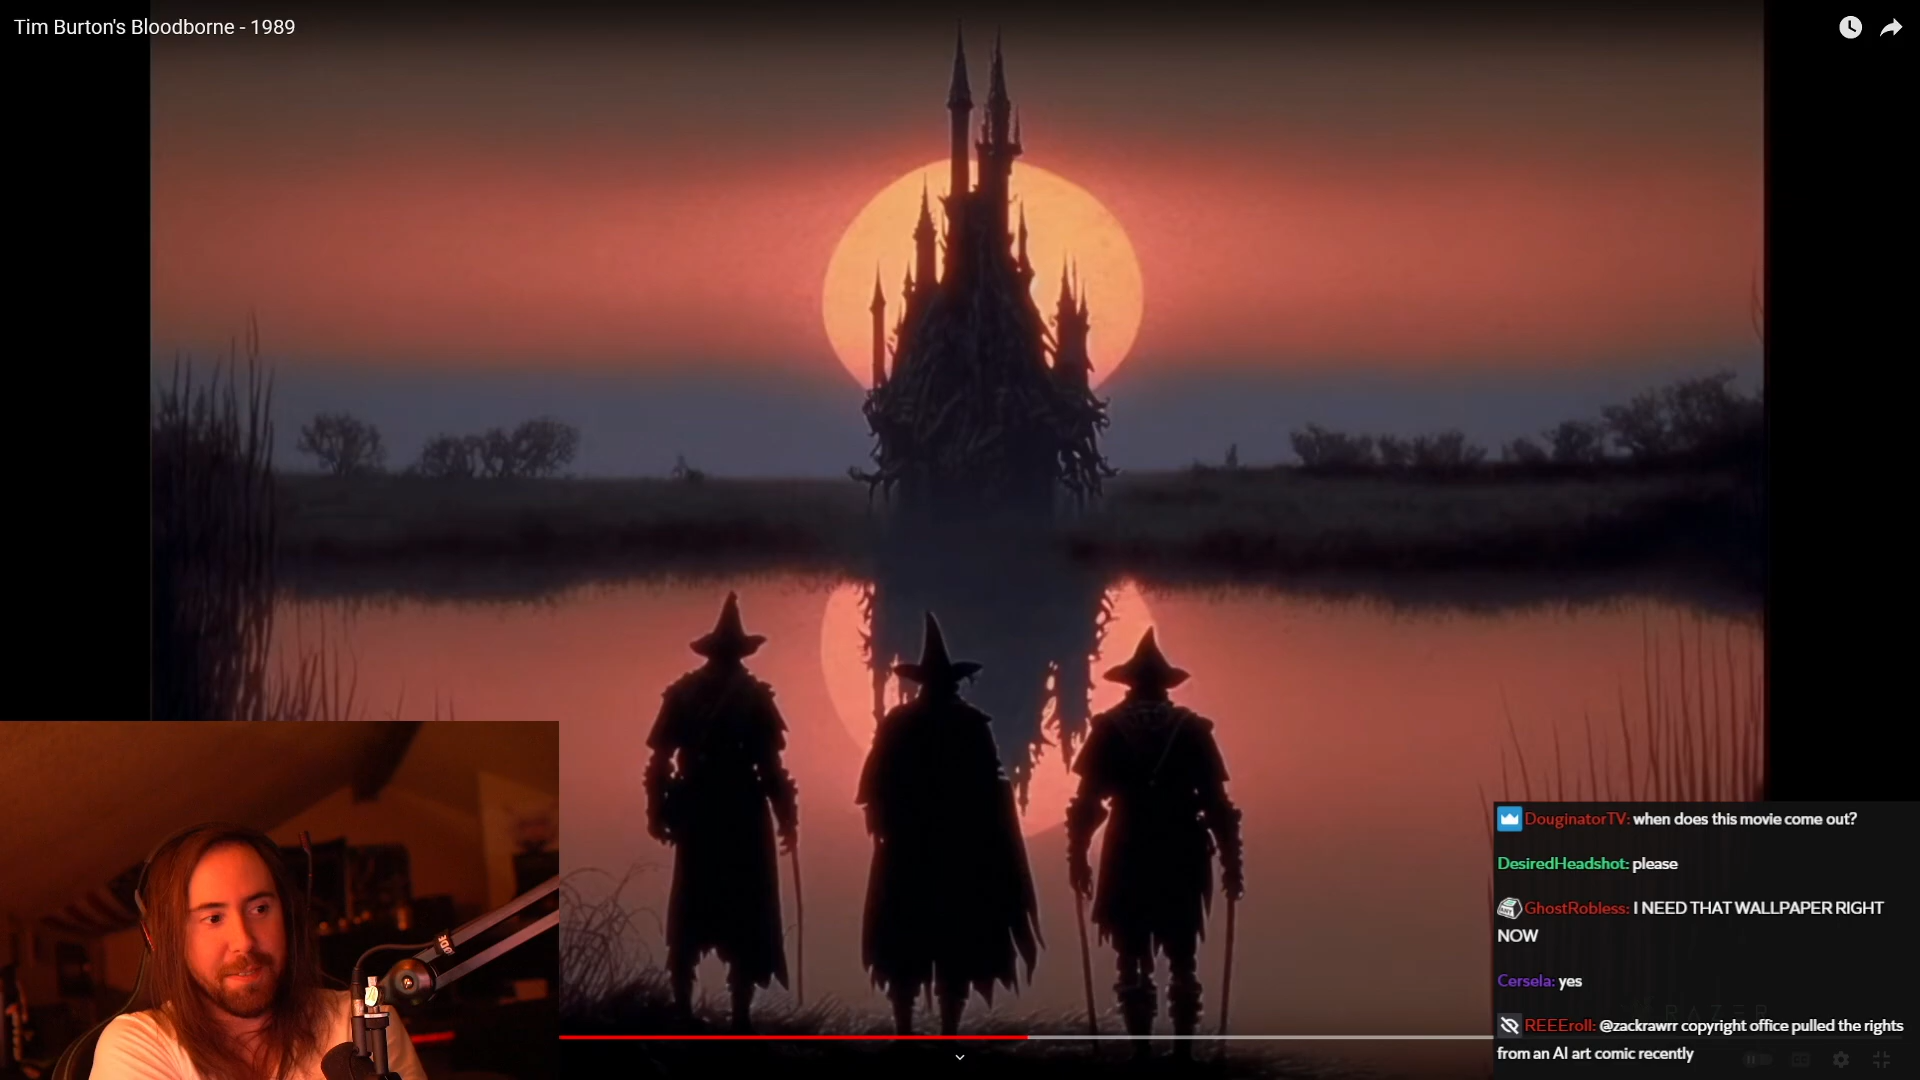 Tim Burton's Bloodborne - 1989
DouginatorTV: when does this movie come out?
DesiredHeadshot: please
GhostRobless: I NEED THAT WALLPAPER RIGHT
NOW
Cersela: yes
REEEroll: @zackrawrr copyright office pulled the rights
from an AI art comic recently
RAZER